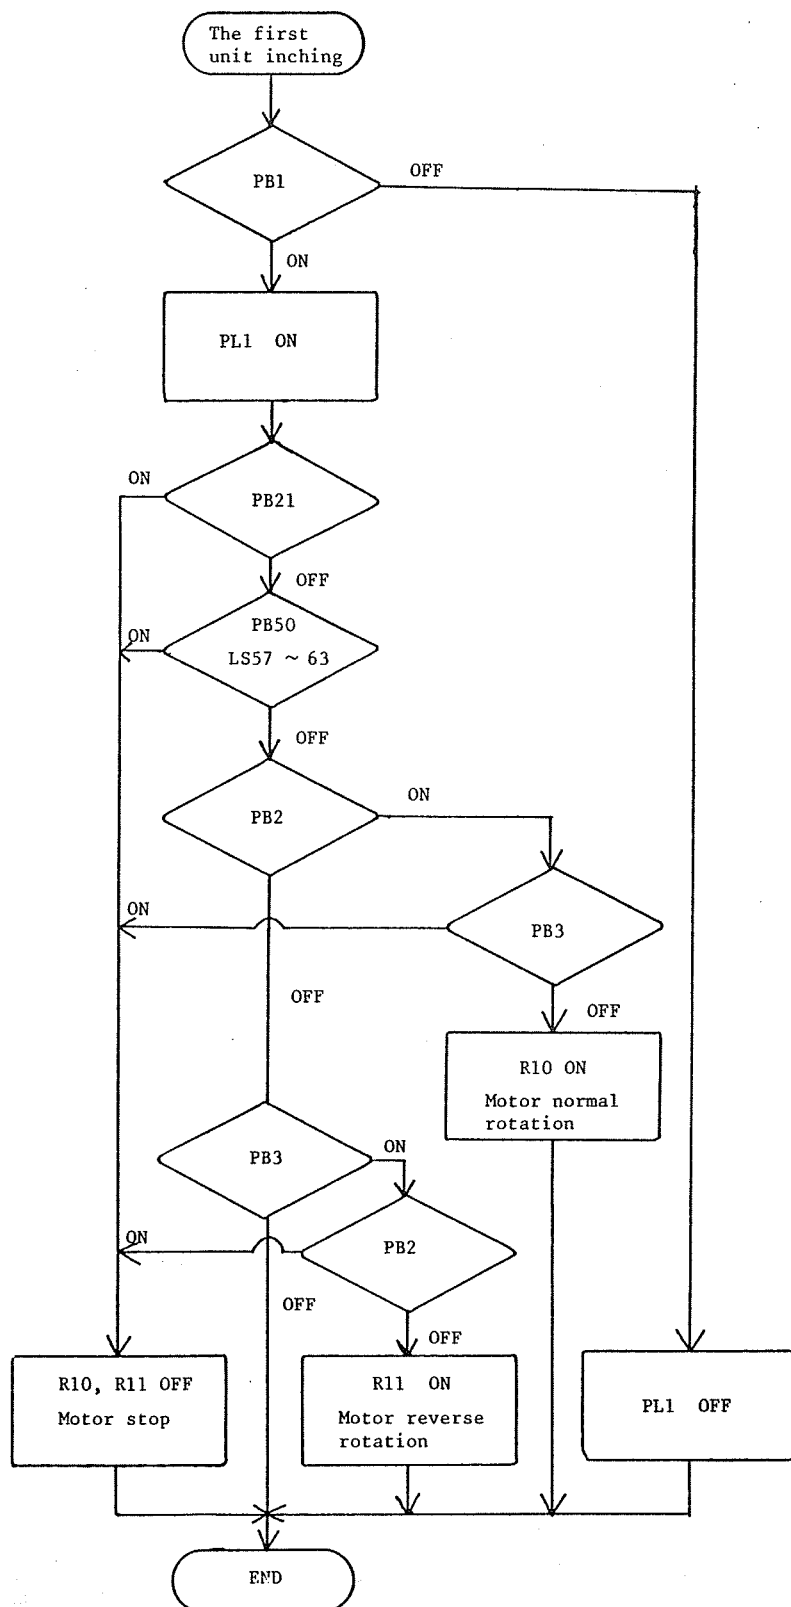 The first
unit inching
PB1
OFF
ON
PL1 ON
ON
PB21
OFF
PB50
ON
LS57 ~ 63
OFF
PB2
ON
ON
PB3
OFF
OFF
R10 ON
Motor normal
rotation
PB3
ON
ON
PB2
OFF
OFF
R10, R11 OFF
Motor stop
R11 ON
Motor reverse
rotation
PL1 OFF
END